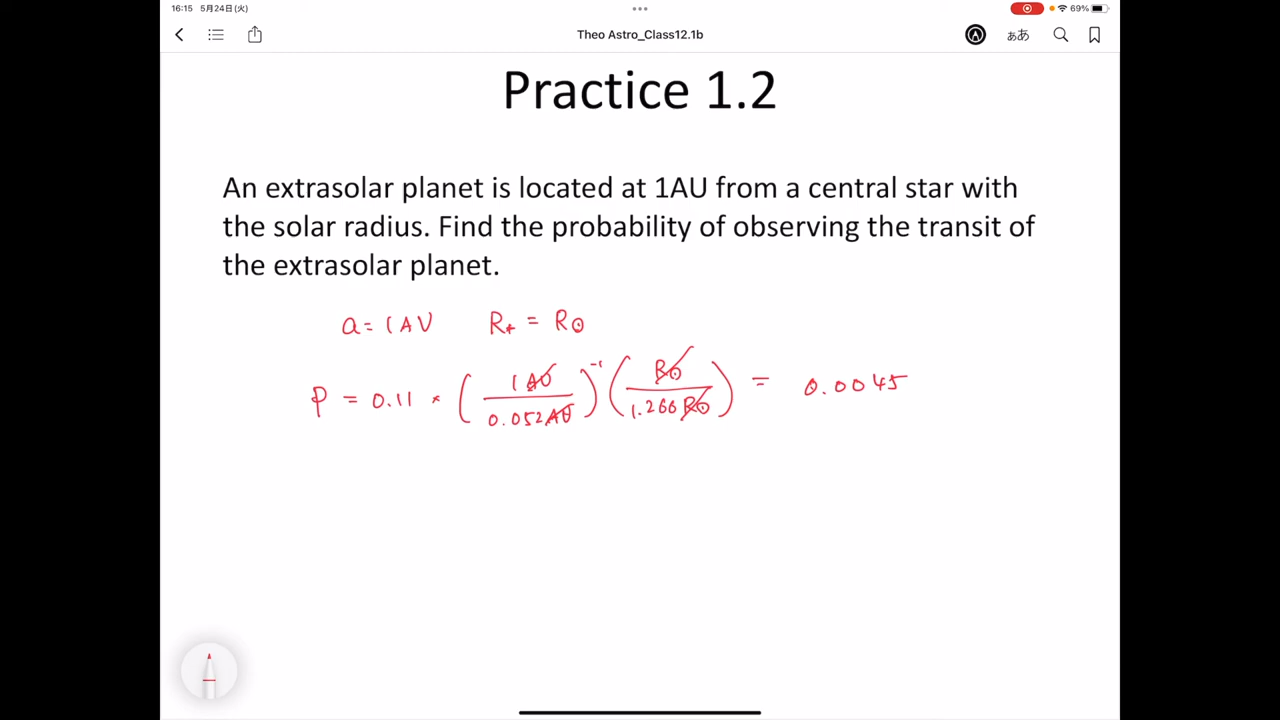 16:15 5月24日(火)
69%
Theo Astro_Class12.1b
ぁあ
Practice 1.2
An extrasolar planet is located at 1AU from a central star with
the solar radius. Find the probability of observing the transit of
the extrasolar planet.
a = 1AU R* = R⊙
P = 0.11 * (1AU / 0.052AU)⁻¹ (R⊙ / 1.266R⊙) = 0.0045